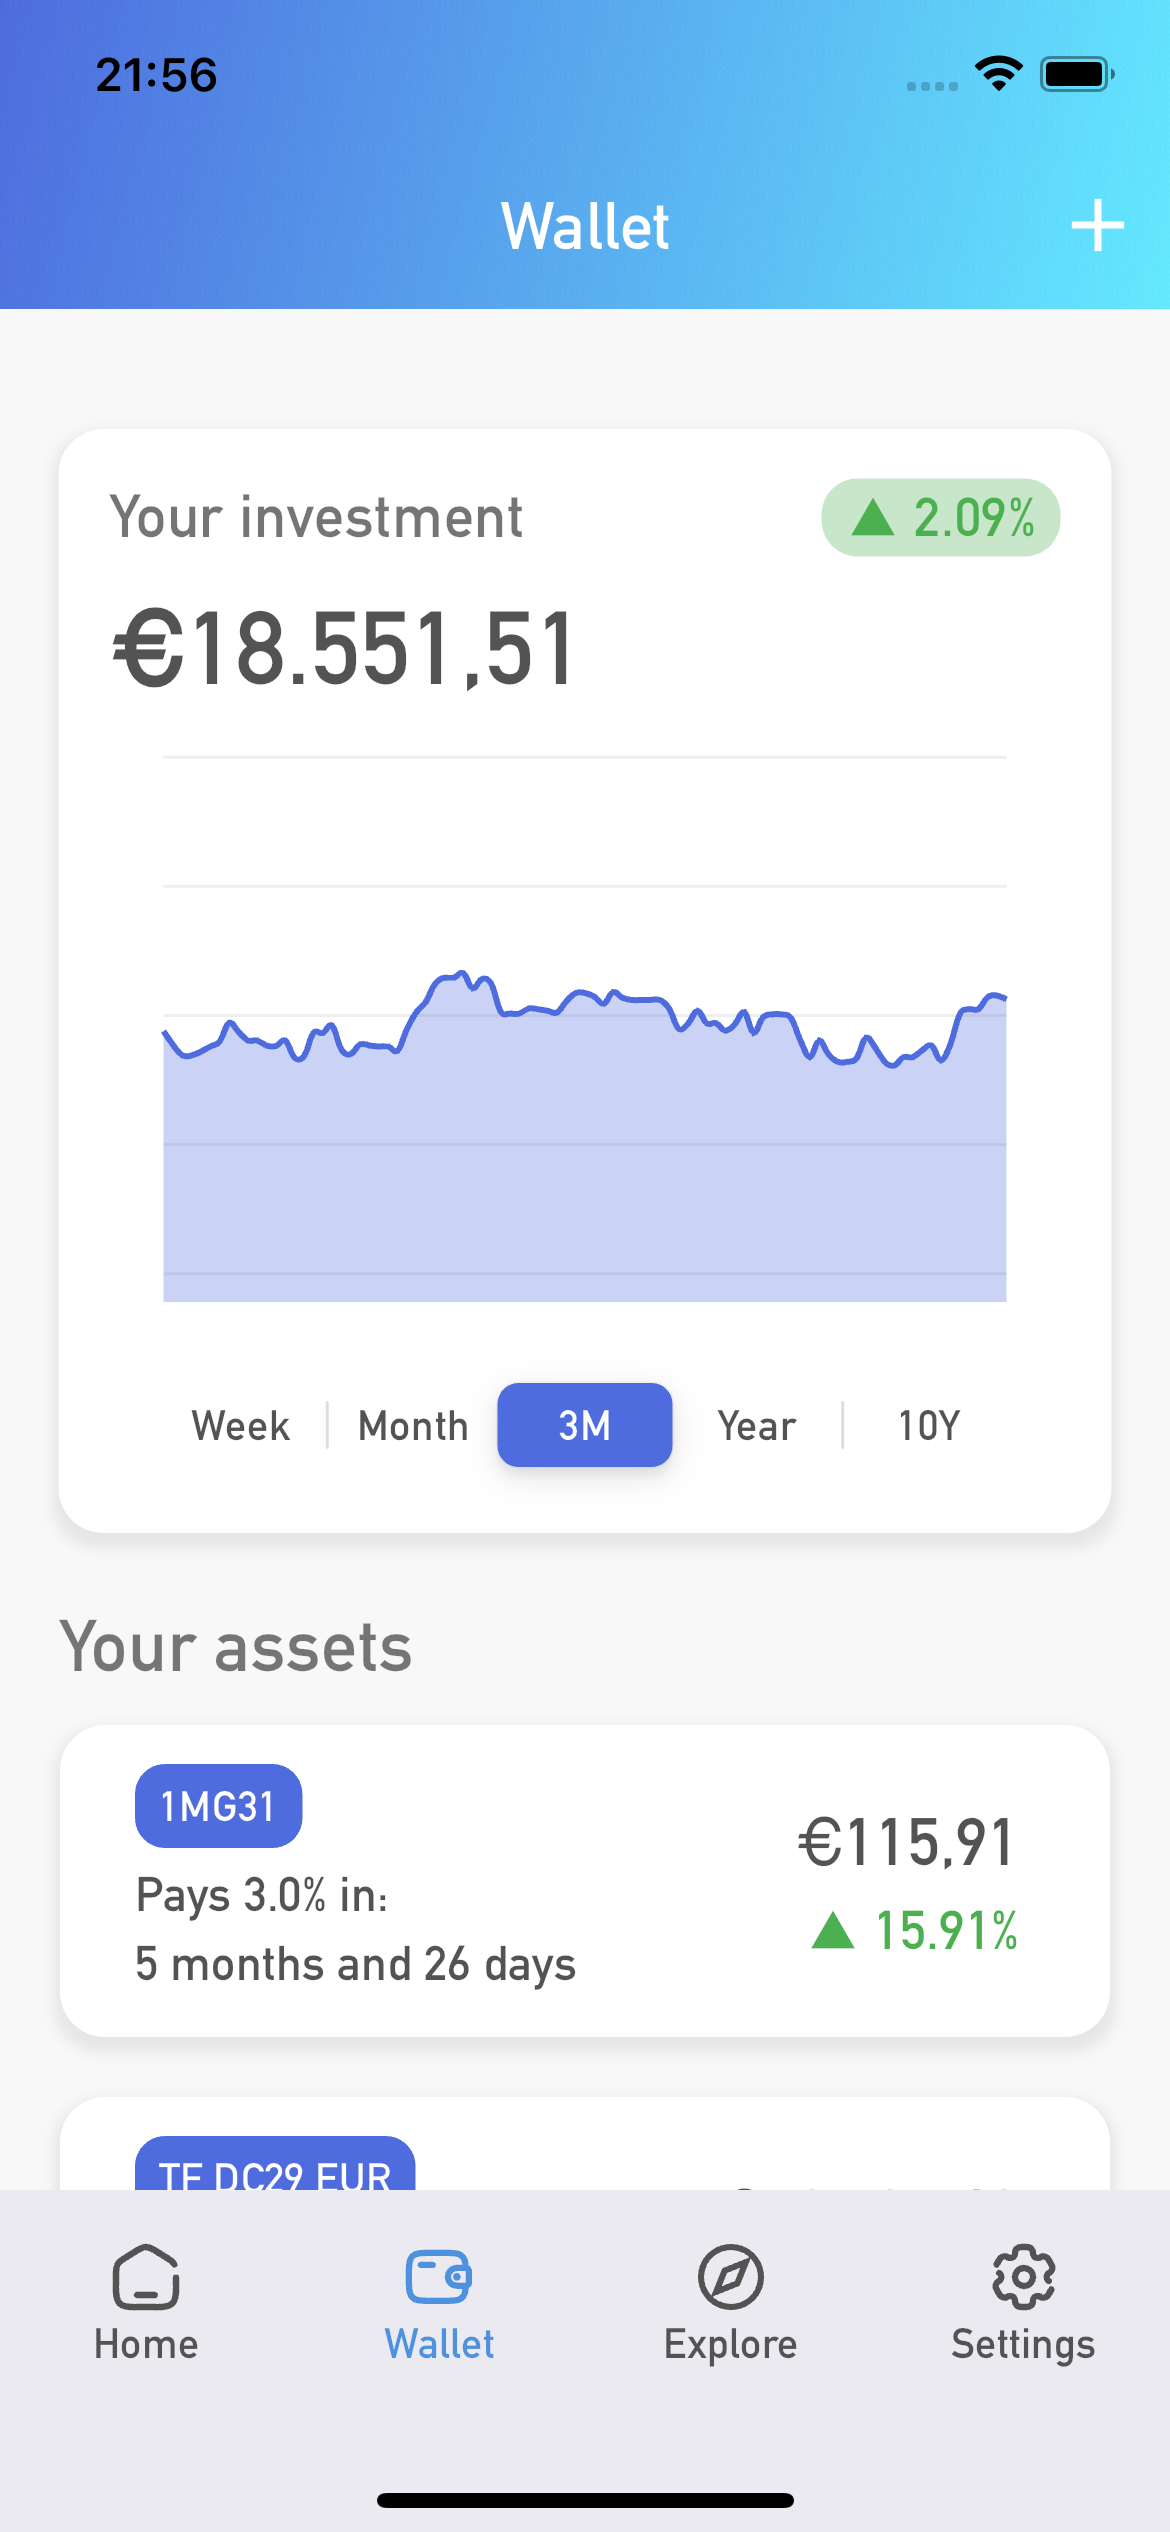 21:56
Wallet
Your investment
▲ 2.09%
€18.551,51
Week
Month
3M
Year
10Y
Your assets
1MG31
€115,91
Pays 3.0% in:
▲ 15.91%
5 months and 26 days
TF DC29 EUR
Home
Wallet
Explore
Settings